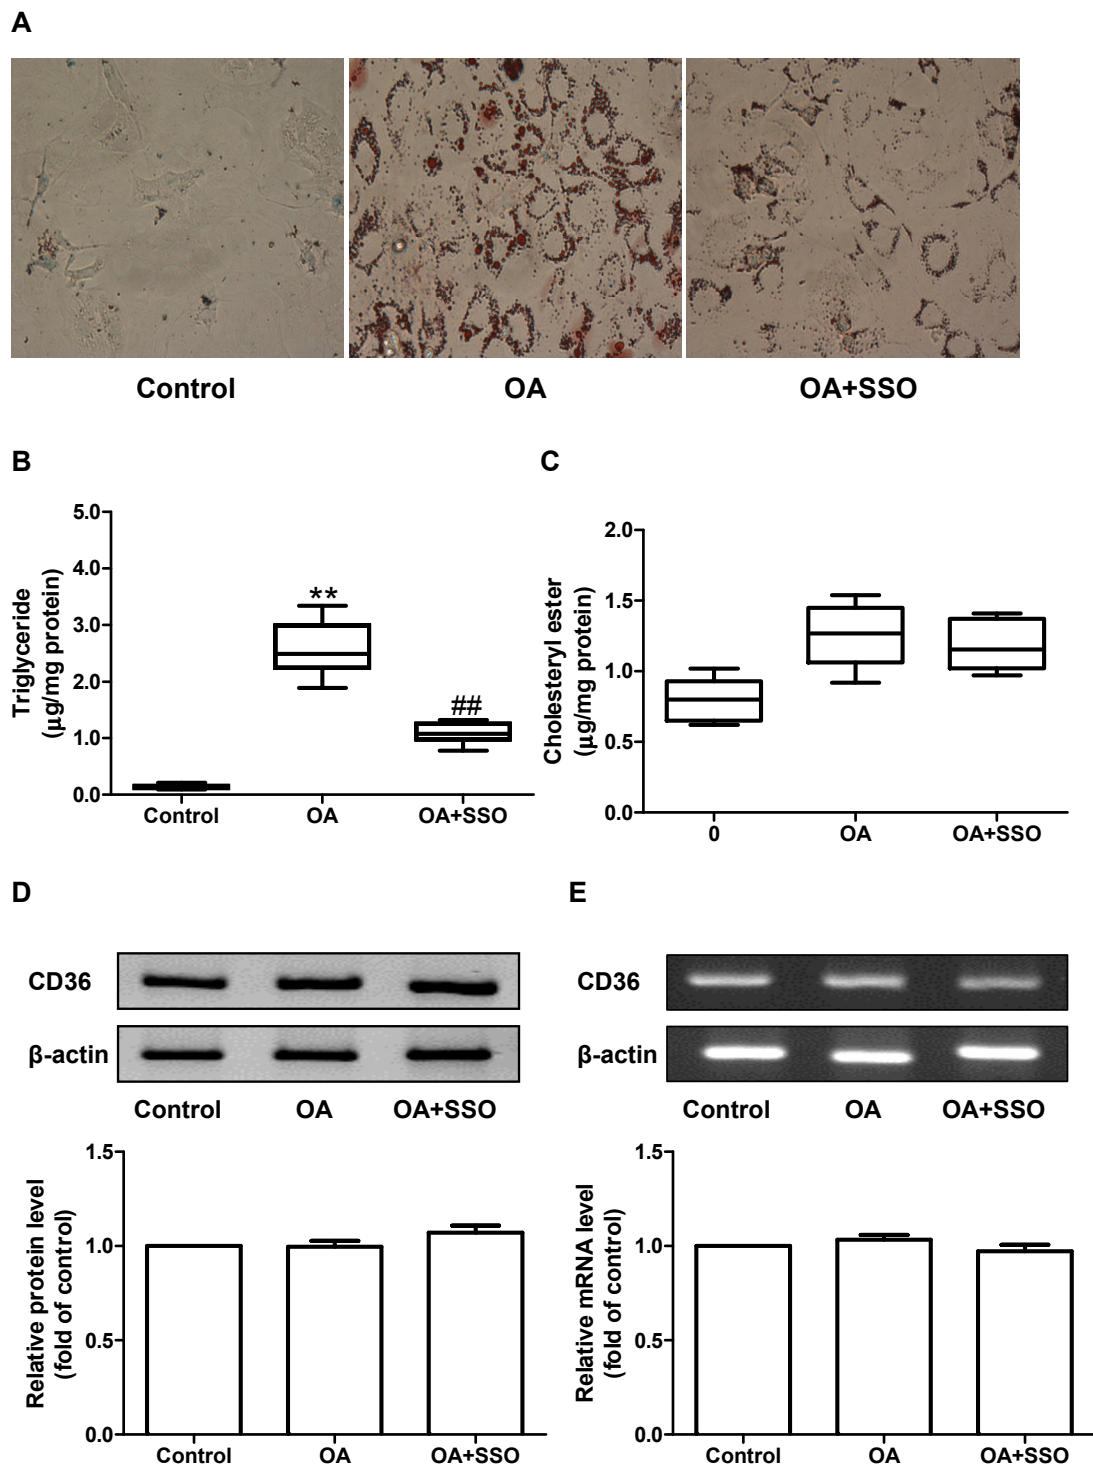 A
Control OA OA+SSO
B
C
Triglyceride
(μg/mg protein)
5.0
4.0
3.0
2.0
1.0
0.0
**
##
Control OA OA+SSO
Cholesteryl ester
(μg/mg protein)
2.0
1.5
1.0
0.5
0.0
0 OA OA+SSO
D
E
CD36
β-actin
Control OA OA+SSO
CD36
β-actin
Control OA OA+SSO
Relative protein level
(fold of control)
1.5
1.0
0.5
0.0
Control OA OA+SSO
Relative mRNA level
(fold of control)
1.5
1.0
0.5
0.0
Control OA OA+SSO